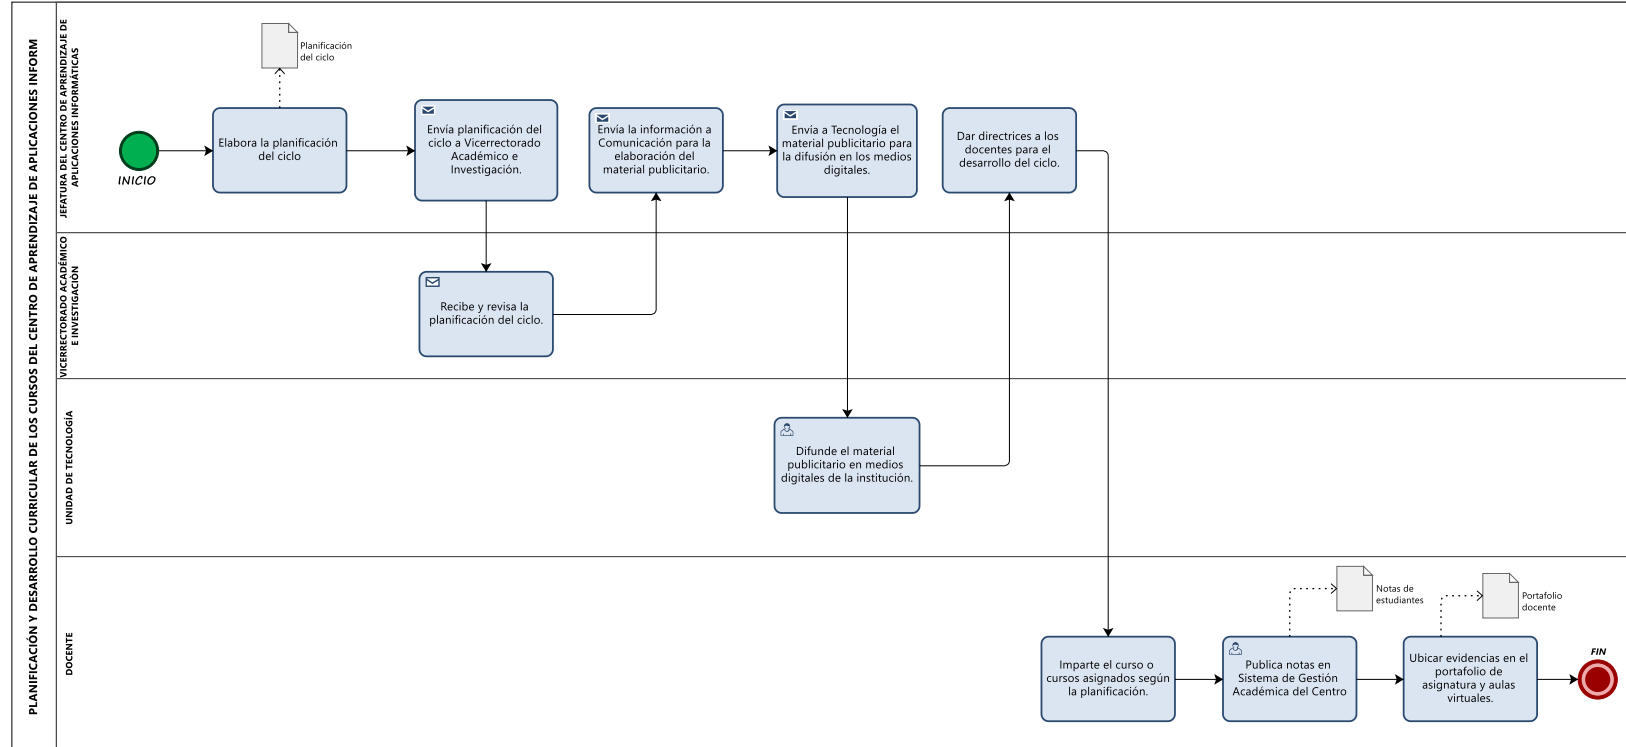 PLANIFICACIÓN Y DESARROLLO CURRICULAR DE LOS CURSOS DEL CENTRO DE APRENDIZAJE DE APLICACIONES INFORM
JEFATURA DEL CENTRO DE APRENDIZAJE DE
APLICACIONES INFORMÁTICAS
Planificación
del ciclo
INICIO
Elabora la planificación
del ciclo
Envía planificación del
ciclo a Vicerrectorado
Académico e
Investigación.
Envía la información a
Comunicación para la
elaboración del
material publicitario.
Envía a Tecnología el
material publicitario para
la difusión en los medios
digitales.
Dar directrices a los
docentes para el
desarrollo del ciclo.
VICERRECTORADO ACADÉMICO
E INVESTIGACIÓN
Recibe y revisa la
planificación del ciclo.
UNIDAD DE TECNOLOGÍA
Difunde el material
publicitario en medios
digitales de la institución.
DOCENTE
Imparte el curso o
cursos asignados según
la planificación.
Notas de
estudiantes
Publica notas en
Sistema de Gestión
Académica del Centro
Portafolio
docente
Ubicar evidencias en el
portafolio de
asignatura y aulas
virtuales.
FIN